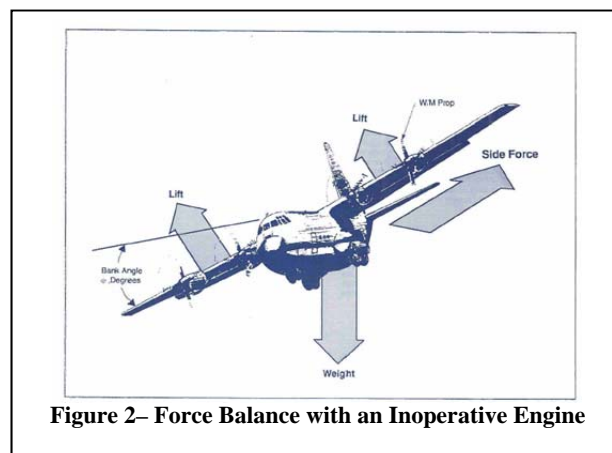 W.M Prop
Lift
Side Force
Lift
Bank Angle
Degrees
Weight
Figure 2– Force Balance with an Inoperative Engine